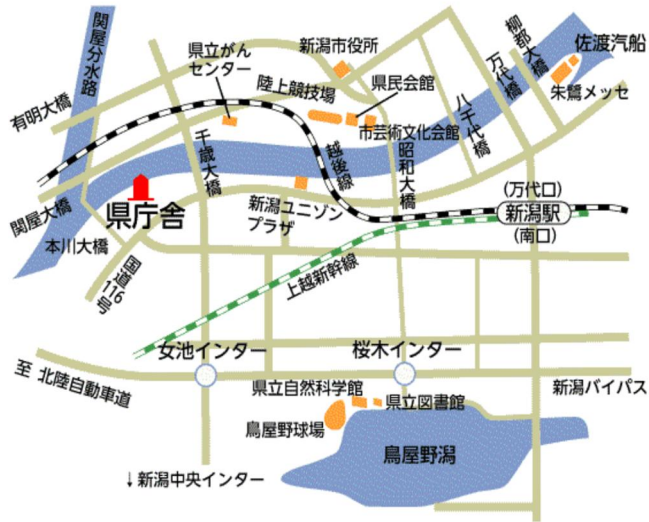 関屋分水路
県立がん
センター
新潟市役所
柳都大橋
佐渡汽船
万代橋
陸上競技場
県民会館
朱鷺メッセ
有明大橋
八千代橋
市芸術文化会館
千歳大橋
越後線
昭和大橋
(万代口)
新潟駅
(南口)
関屋大橋
県庁舎
新潟ユニゾン
プラザ
本川大橋
国道116号
上越新幹線
女池インター
桜木インター
至 北陸自動車道
県立自然科学館
県立図書館
新潟バイパス
鳥屋野球場
鳥屋野潟
↓新潟中央インター